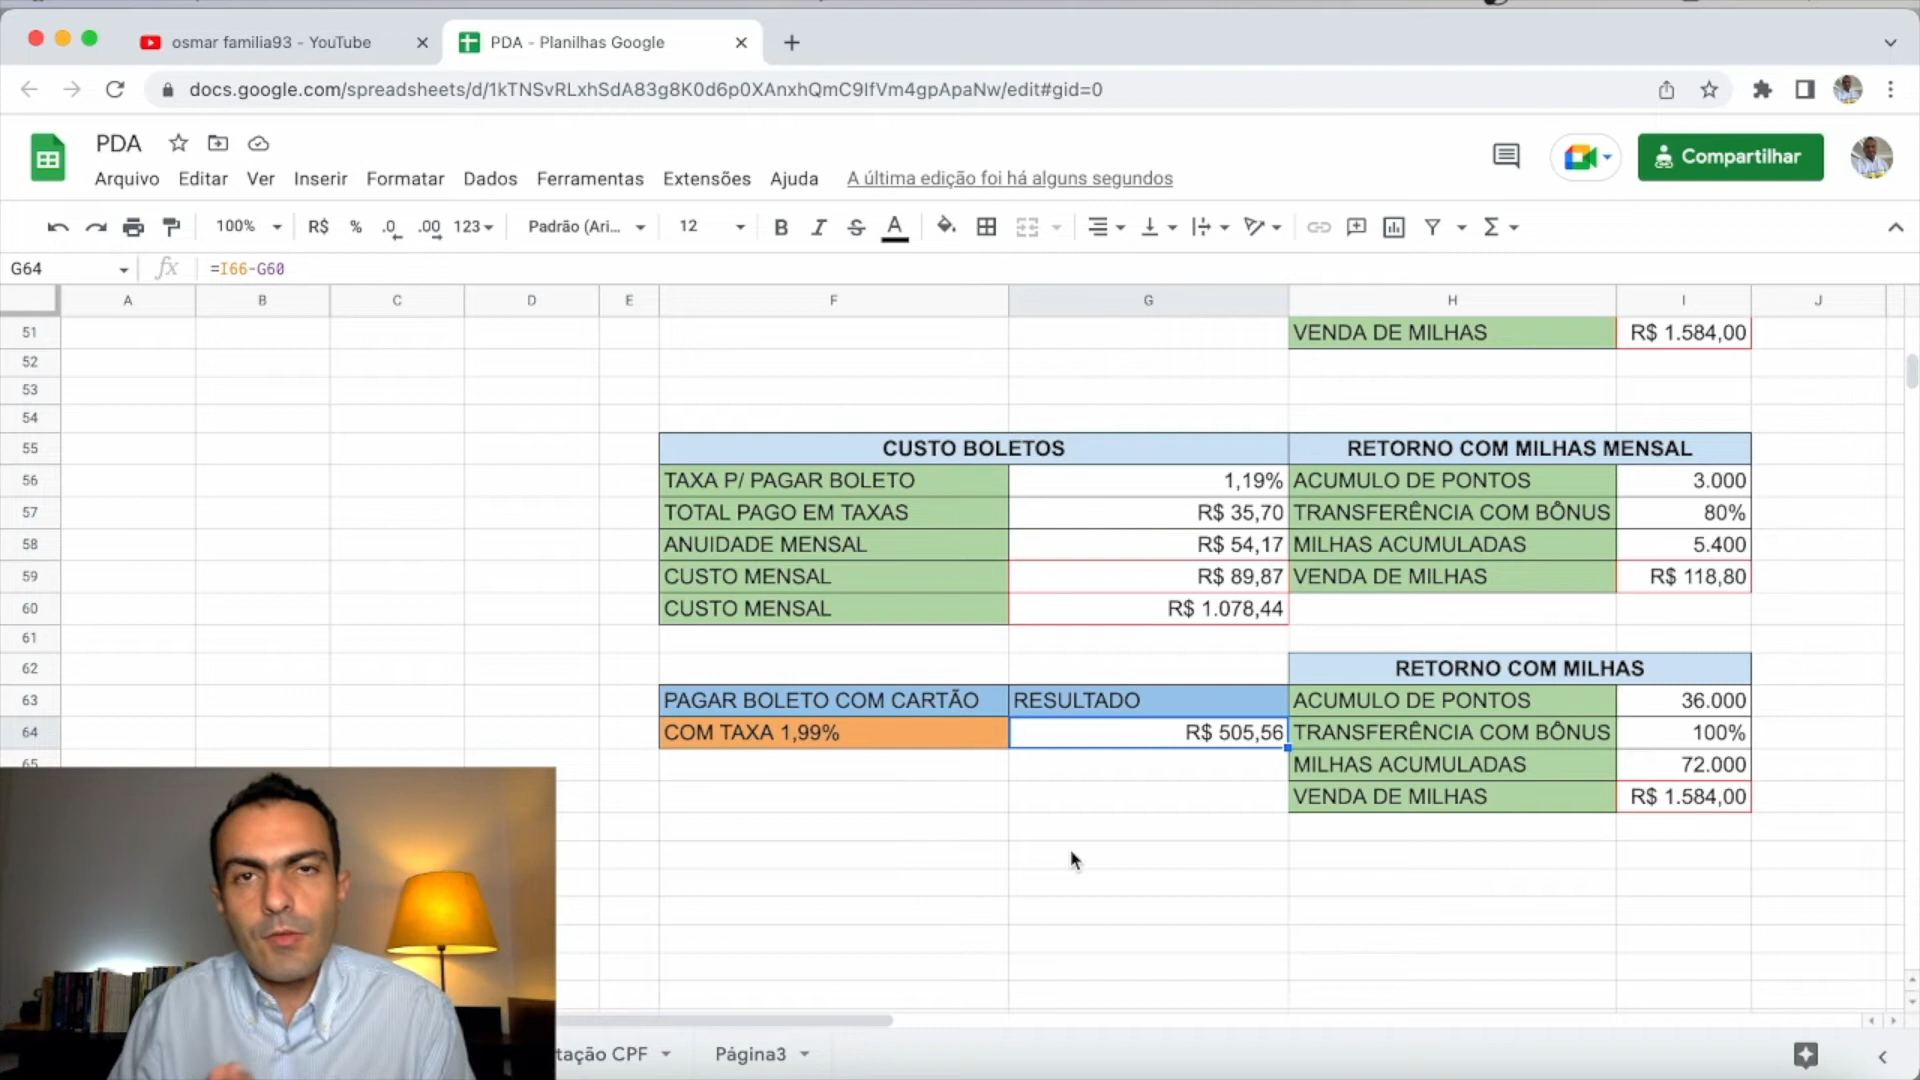 osmar familia93 - YouTube
PDA - Planilhas Google
docs.google.com/spreadsheets/d/1kTNSvRLxhSdA83g8K0d6p0XAnxhQmC9IfVm4gpApaNw/edit#gid=0
PDA
Compartilhar
Arquivo Editar Ver Inserir Formatar Dados Ferramentas Extensões Ajuda A última edição foi há alguns segundos
100% R$ % .0 .00 123 Padrão (Ari... 12 B I S A Σ
G64 fx =I66-G60
A B C D E F G H I J
51 VENDA DE MILHAS R$ 1.584,00
52
53
54
55 CUSTO BOLETOS RETORNO COM MILHAS MENSAL
56 TAXA P/ PAGAR BOLETO 1,19% ACUMULO DE PONTOS 3.000
57 TOTAL PAGO EM TAXAS R$ 35,70 TRANSFERÊNCIA COM BÔNUS 80%
58 ANUIDADE MENSAL R$ 54,17 MILHAS ACUMULADAS 5.400
59 CUSTO MENSAL R$ 89,87 VENDA DE MILHAS R$ 118,80
60 CUSTO MENSAL R$ 1.078,44
61
62 RETORNO COM MILHAS
63 PAGAR BOLETO COM CARTÃO RESULTADO ACUMULO DE PONTOS 36.000
64 COM TAXA 1,99% R$ 505,56 TRANSFERÊNCIA COM BÔNUS 100%
65 MILHAS ACUMULADAS 72.000
VENDA DE MILHAS R$ 1.584,00
tação CPF Página3